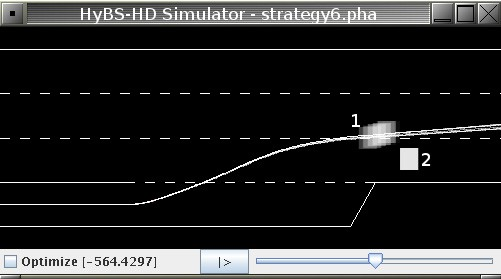 HyBS-HD Simulator - strategy6.pha
1
2
Optimize [-564.4297]
|>